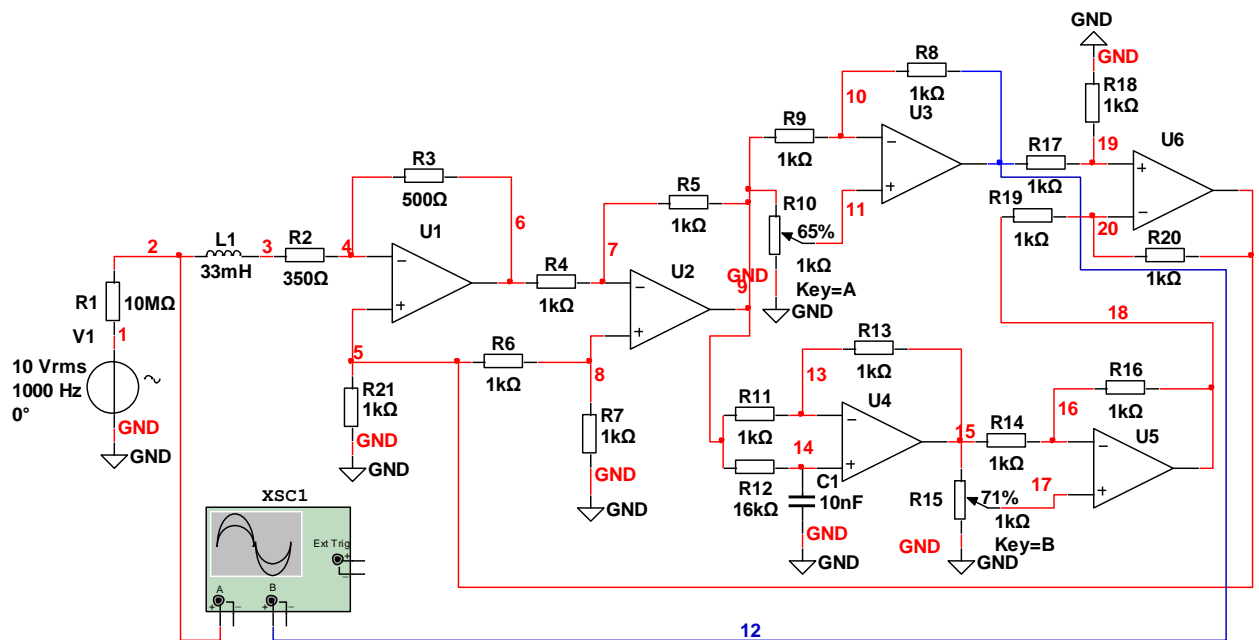 GND
GND
R18
1kΩ
R8
1kΩ
10
U3
R9
1kΩ
R17
1kΩ
19
U6
R3
500Ω
R5
1kΩ
R10
65%
1kΩ
Key=A
11
R19
1kΩ
20
R20
1kΩ
6
7
2
L1
33mH
3
R2
350Ω
4
U1
R4
1kΩ
U2
GND
9
GND
R1
10MΩ
1
V1
10 Vrms
1000 Hz
0°
GND
GND
5
R21
1kΩ
GND
GND
R6
1kΩ
8
R7
1kΩ
GND
GND
18
R13
1kΩ
13
R11
1kΩ
U4
14
R12
16kΩ
C1
10nF
GND
GND
15
R14
1kΩ
16
R16
1kΩ
U5
17
R15
71%
1kΩ
Key=B
GND
GND
XSC1
Ext Trig
+
−
A
B
+
−
+
−
12